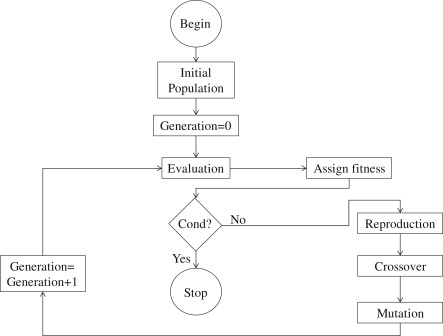 Begin
Initial
Population
Generation=0
Evaluation
Assign fitness
Cond?
No
Reproduction
Yes
Crossover
Generation=
Generation+1
Stop
Mutation